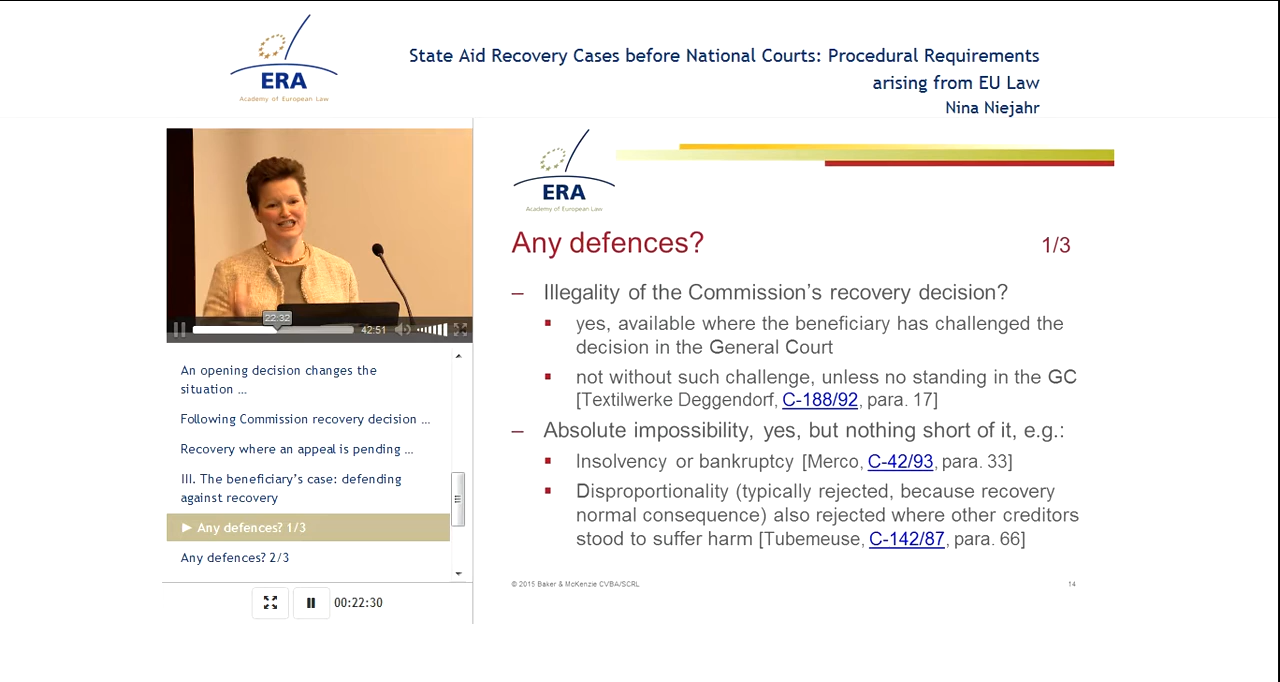 ERA
Academy of European Law
State Aid Recovery Cases before National Courts: Procedural Requirements
arising from EU Law
Nina Niejahr
22:32
42:51
An opening decision changes the
situation ...
Following Commission recovery decision ...
Recovery where an appeal is pending ...
III. The beneficiary's case: defending
against recovery
► Any defences? 1/3
Any defences? 2/3
00:22:30
ERA
Academy of European Law
Any defences? 1/3
– Illegality of the Commission's recovery decision?
▪ yes, available where the beneficiary has challenged the
decision in the General Court
▪ not without such challenge, unless no standing in the GC
[Textilwerke Deggendorf, C-188/92, para. 17]
– Absolute impossibility, yes, but nothing short of it, e.g.:
▪ Insolvency or bankruptcy [Merco, C-42/93, para. 33]
▪ Disproportionality (typically rejected, because recovery
normal consequence) also rejected where other creditors
stood to suffer harm [Tubemeuse, C-142/87, para. 66]
© 2015 Baker & McKenzie CVBA/SCRL 14